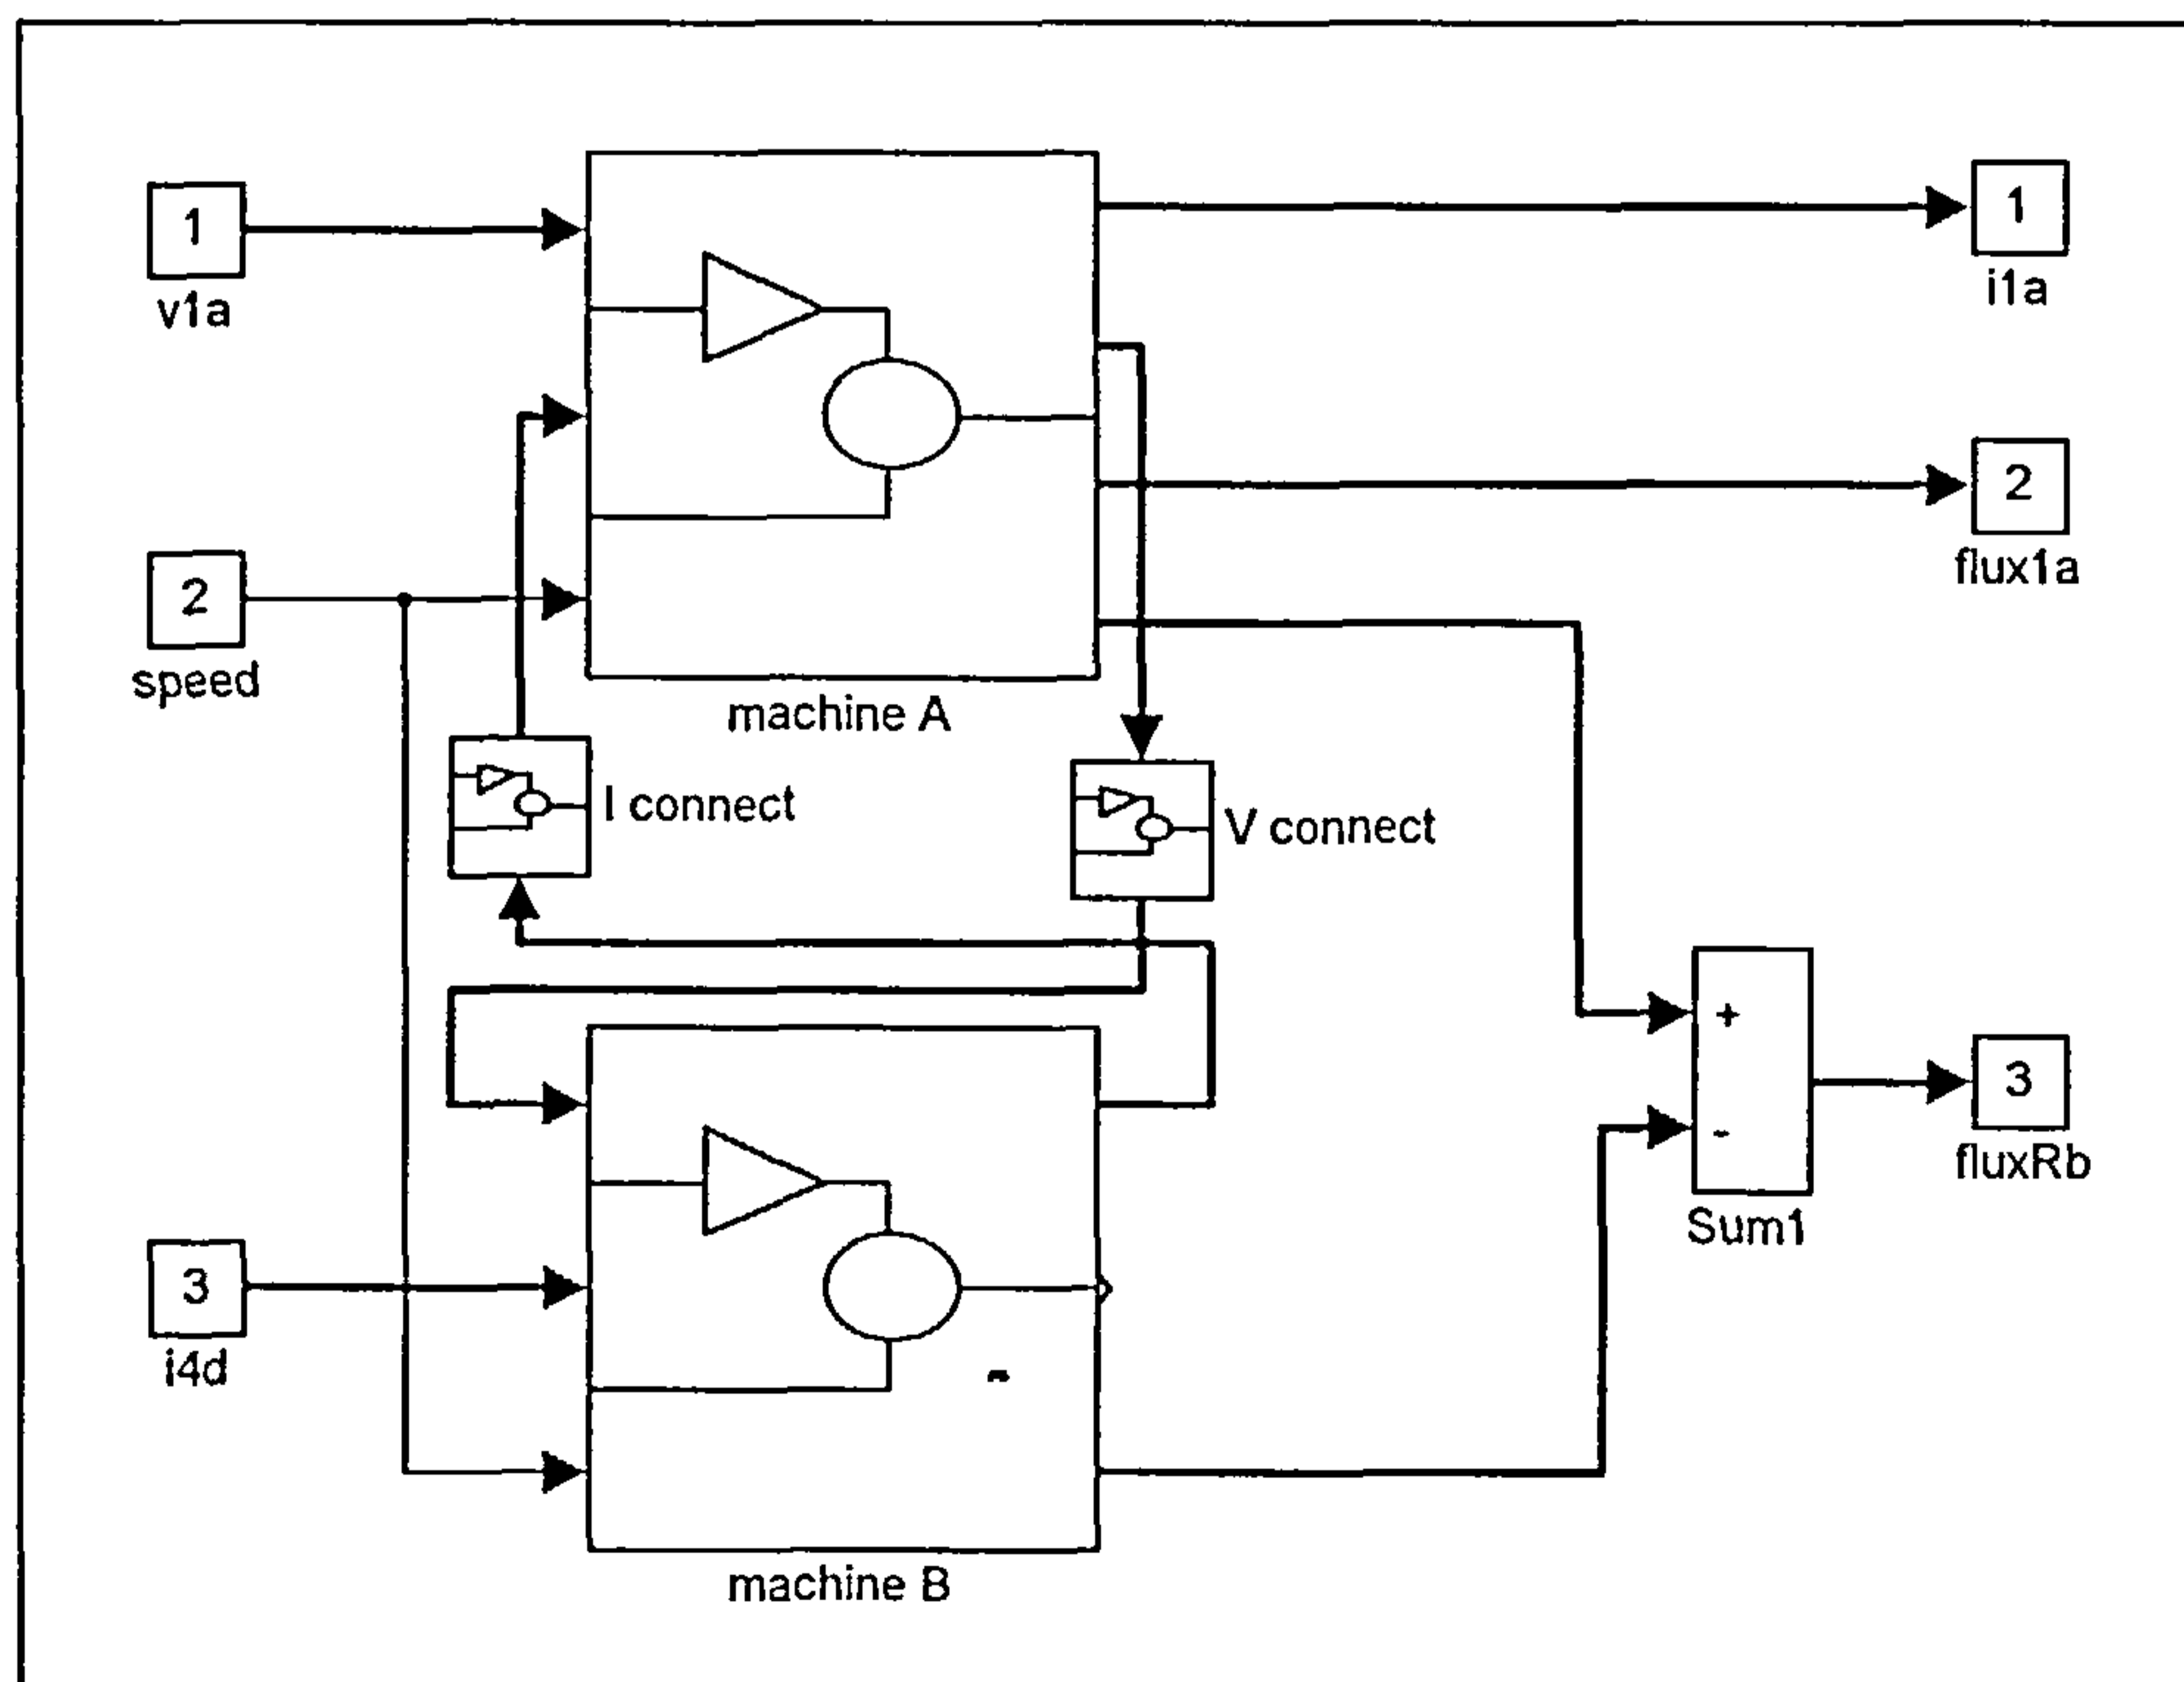 1
v1a
1
i1a
2
flux1a
2
speed
machine A
I connect
V connect
+
-
3
fluxRb
Sum1
3
i4d
machine B